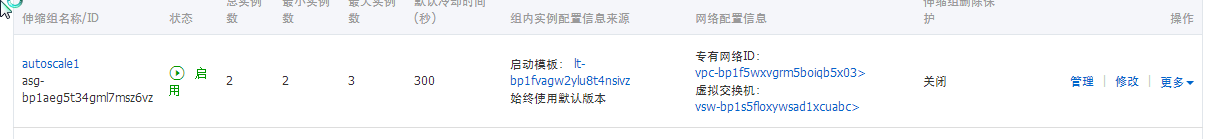 伸缩组名称/ID
状态
总实例
数
最小实例
数
最大实例
数
默认冷却时间
(秒)
组内实例配置信息来源
网络配置信息
伸缩组删除保
护
操作
autoscale1
asg-
bp1aeg5t34gml7msz6vz
启
用
2
2
3
300
启动模板： lt-
bp1fvagw2ylu8t4nsivz
始终使用默认版本
专有网络ID：
vpc-bp1f5wxvgrm5boiqb5x03>
虚拟交换机：
vsw-bp1s5floxywsad1xcuabc>
关闭
管理 | 修改 | 更多